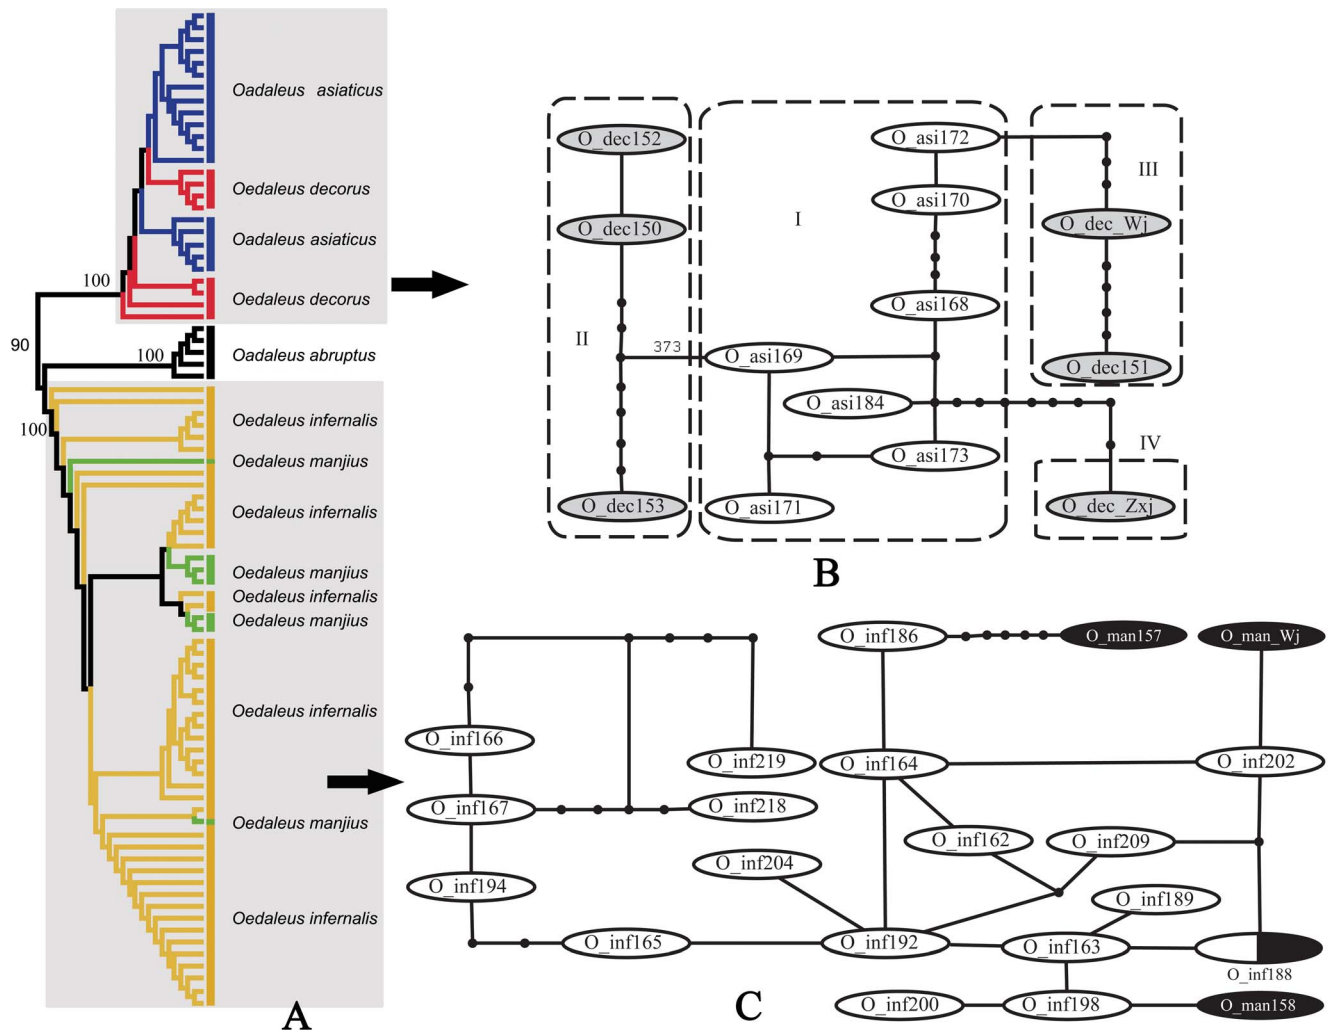 Oadaleus asiaticus
Oedaleus decorus
Oadaleus asiaticus
100
Oedaleus decorus
90
100
Oadaleus abruptus
100
Oedaleus infernalis
Oedaleus manjius
Oedaleus infernalis
Oedaleus manjius
Oedaleus infernalis
Oedaleus manjius
Oedaleus infernalis
Oedaleus manjius
Oedaleus infernalis
A
O_dec152
O_asi172
III
O_asi170
I
O_dec150
O_dec_Wj
O_asi168
II
373
O_asi169
O_dec151
O_asi184
IV
O_asi173
O_dec153
O_asi171
O_dec_Zxj
B
O_inf186
O_man157
O_man_Wj
O_inf166
O_inf219
O_inf164
O_inf202
O_inf167
O_inf218
O_inf162
O_inf209
O_inf204
O_inf194
O_inf189
O_inf165
O_inf192
O_inf163
O_inf188
O_inf200
O_inf198
O_man158
C